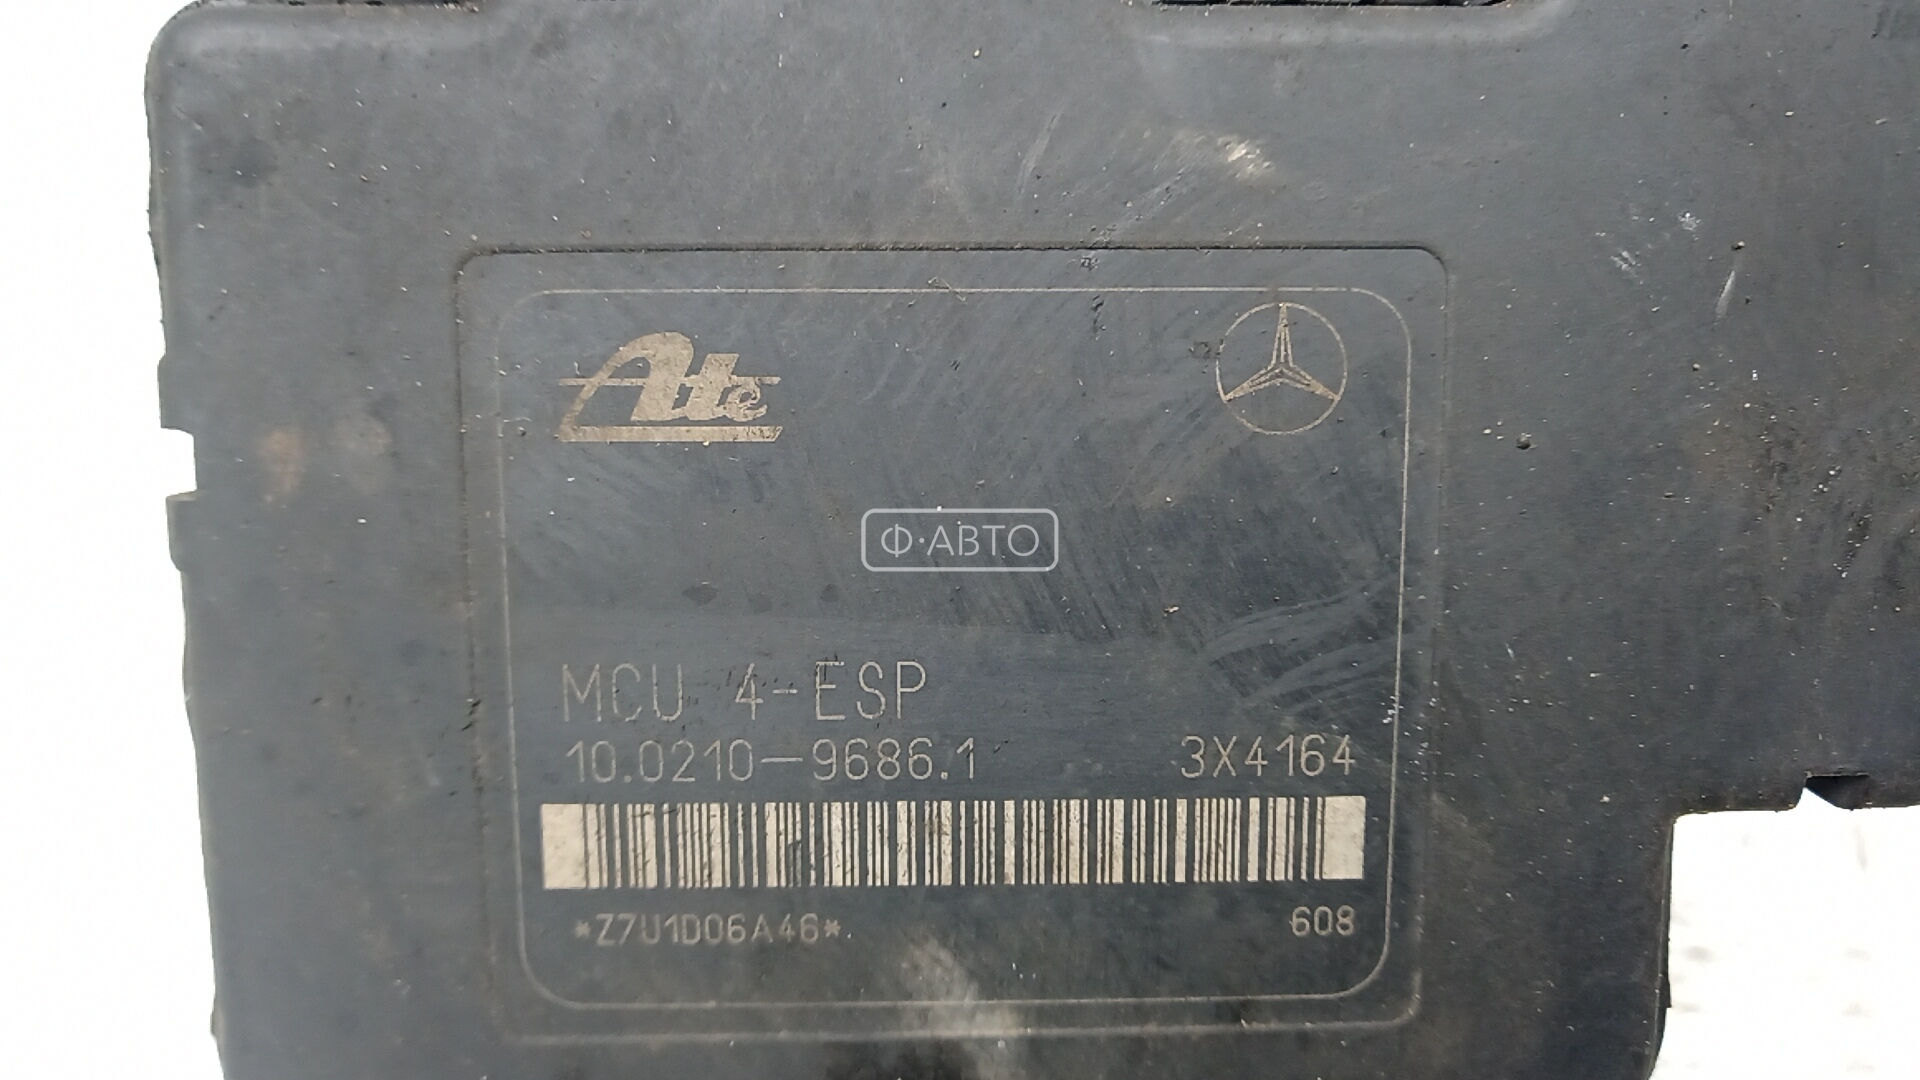 Ate
Ф·АВТО
MCU 4-ESP
10.0210-9686.1 3X4164
*Z7U1D06A46*
608